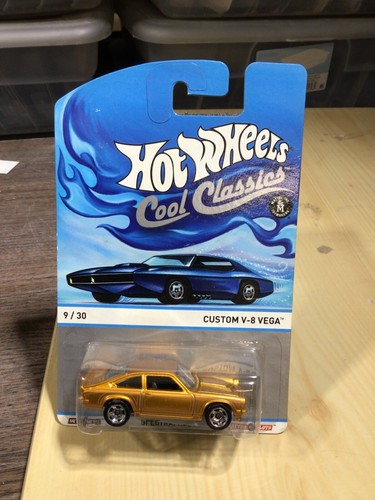 HOT WHEELS
Cool Classics
9 / 30
CUSTOM V-8 VEGA™